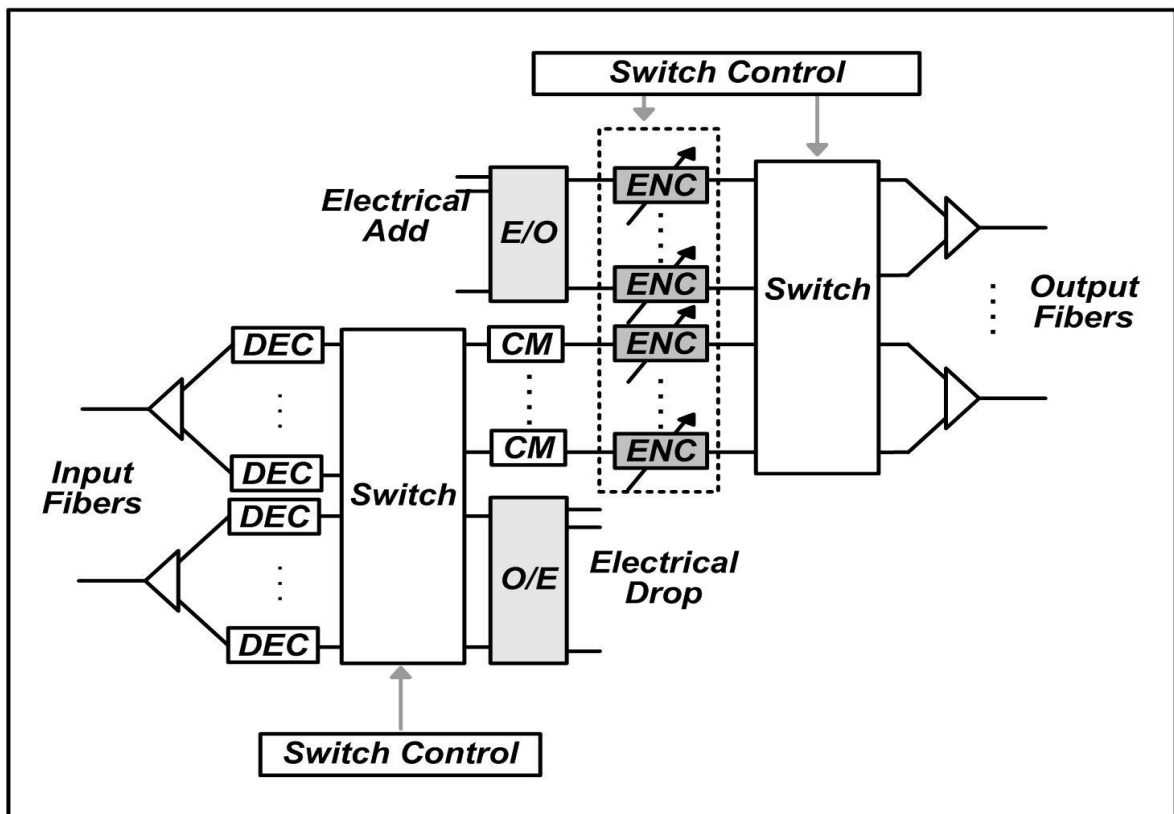 Switch Control
Electrical
Add
E/O
ENC
ENC
ENC
ENC
Switch
Output
Fibers
DEC
DEC
DEC
DEC
Input
Fibers
Switch
CM
CM
O/E
Electrical
Drop
Switch Control